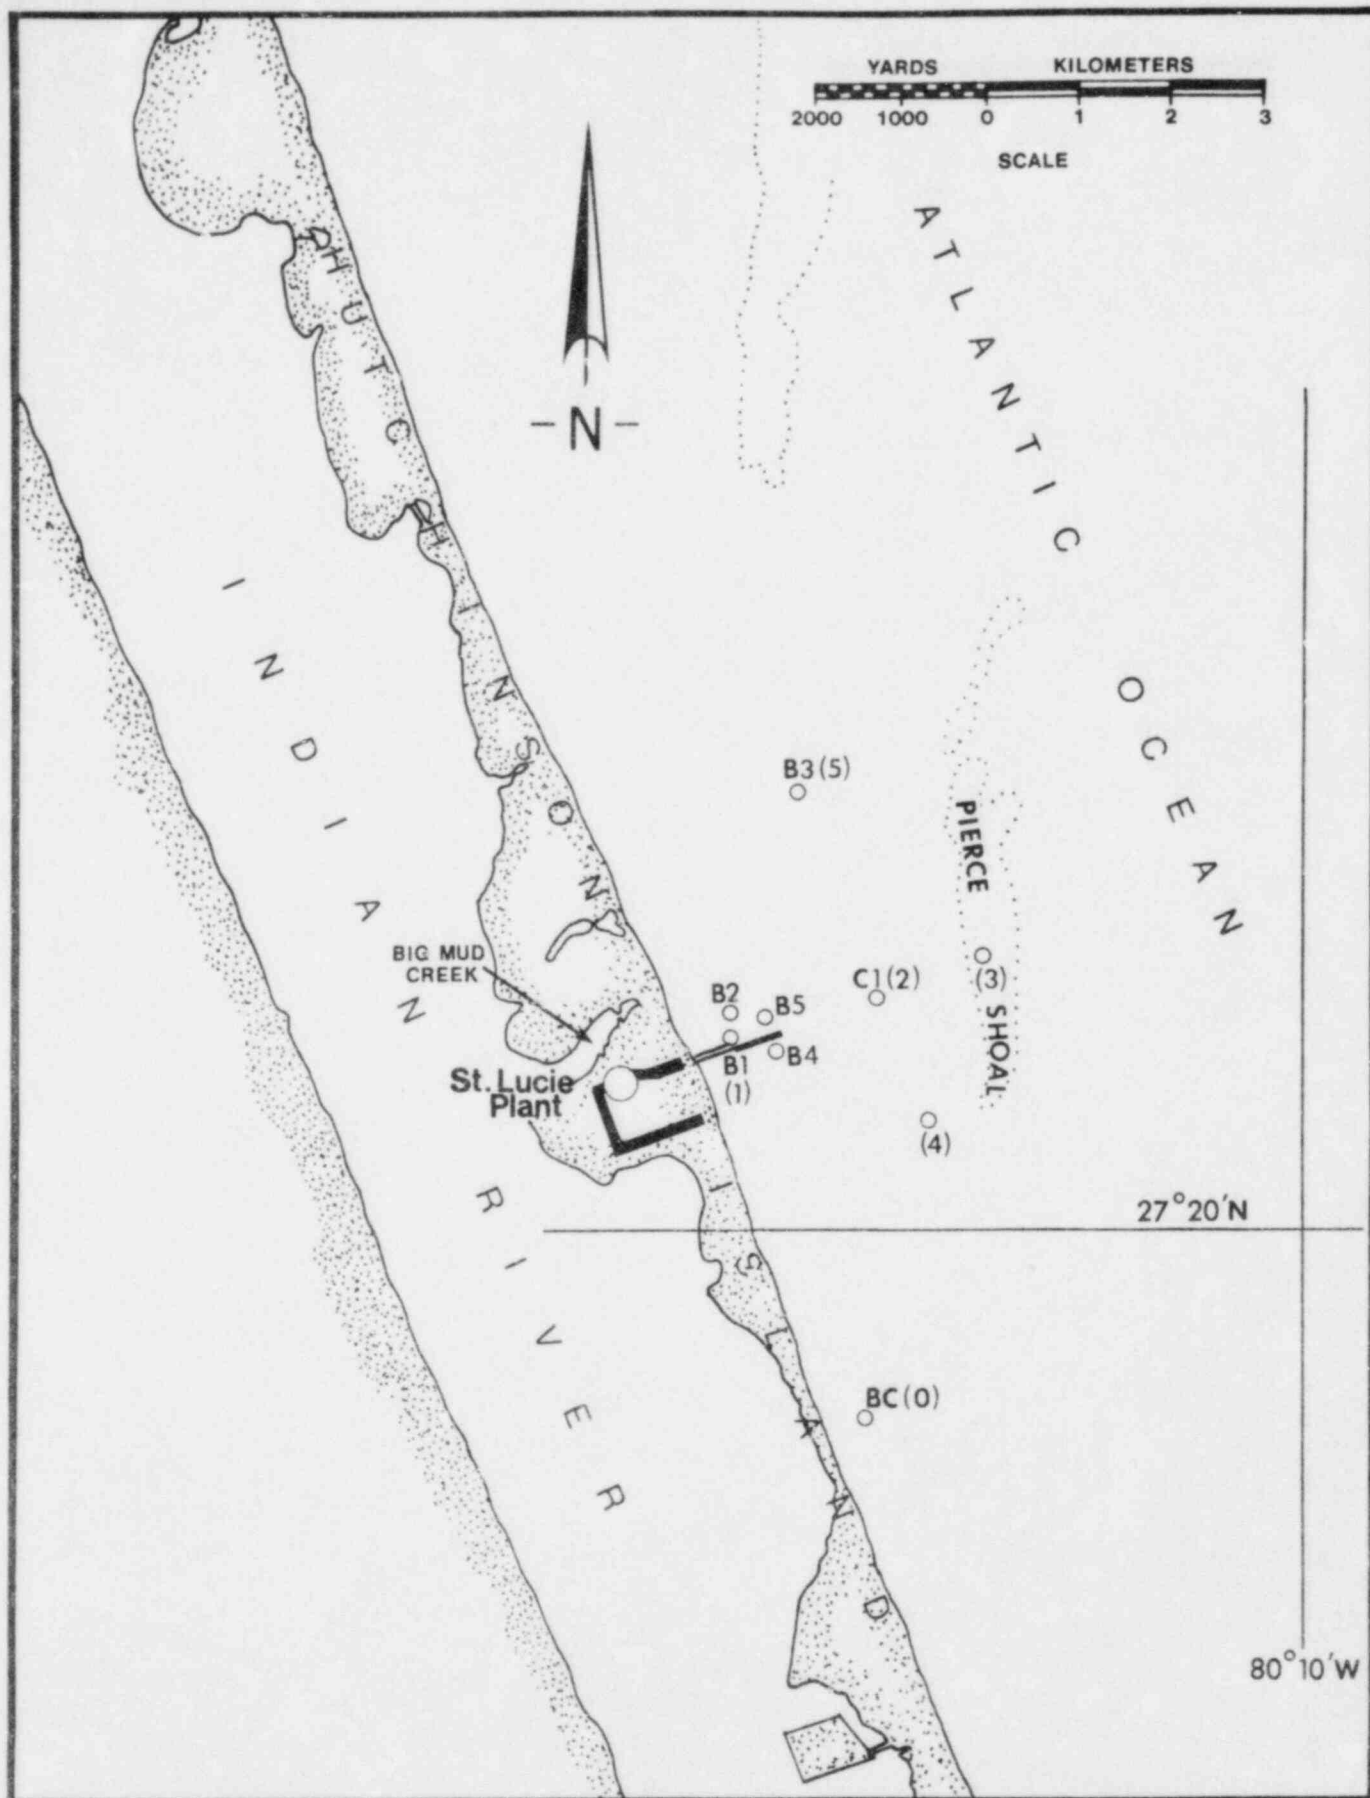 YARDS KILOMETERS
2000 1000 0 1 2 3
SCALE
N
ATLANTIC OCEAN
HUTCHINSON ISLAND
INDIAN RIVER
B3(5)
PIERCE SHOAL
BIG MUD
CREEK
B2
B5
C1(2)
(3)
B1
(1)
B4
St. Lucie
Plant
(4)
27°20'N
BC(0)
80°10'W